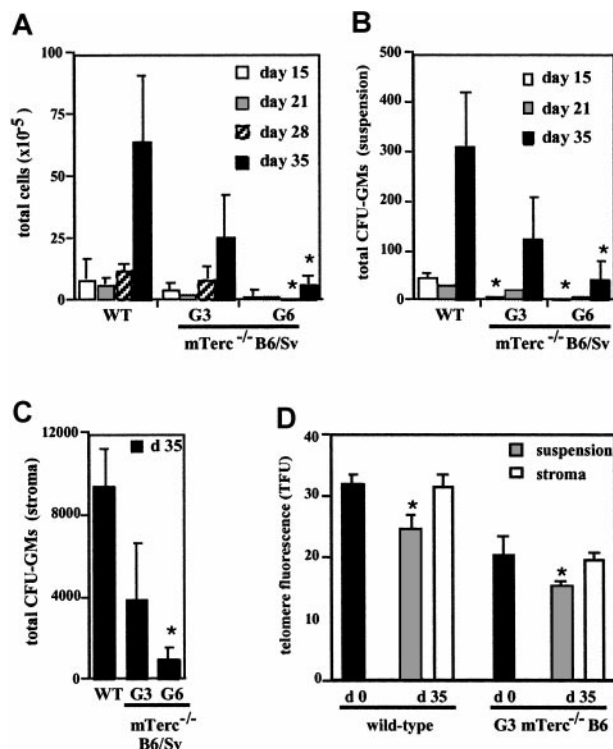 A
total cells (x10⁻⁵)
100
75
50
25
0
day 15
day 21
day 28
day 35
*
*
WT
G3
G6
mTerc⁻/⁻ B6/Sv
B
total CFU-GMs (suspension)
500
400
300
200
100
0
day 15
day 21
day 35
*
*
*
WT
G3
G6
mTerc⁻/⁻ B6/Sv
C
total CFU-GMs (stroma)
12000
8000
4000
0
d 35
*
WT G3 G6
mTerc⁻/⁻
B6/Sv
D
telomere fluorescence (TFU)
40
30
20
10
0
suspension
stroma
*
*
d 0
d 35
d 0
d 35
wild-type
G3 mTerc⁻/⁻ B6